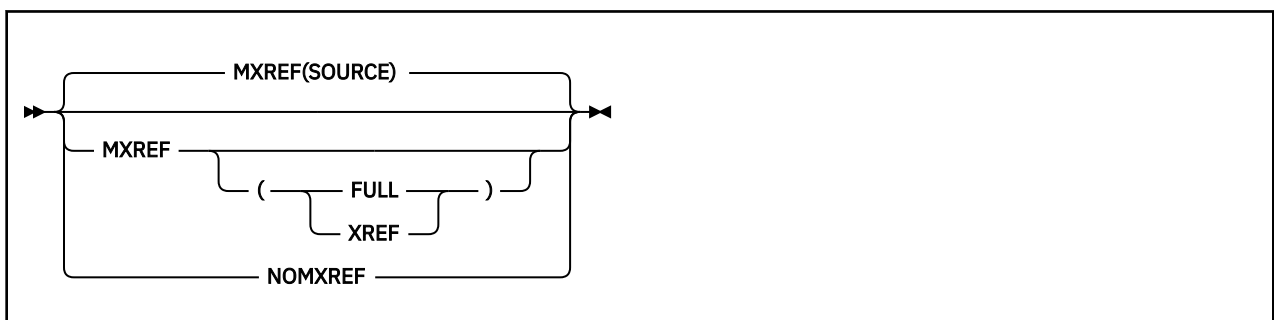 MXREF(SOURCE)
MXREF
( FULL )
XREF
NOMXREF